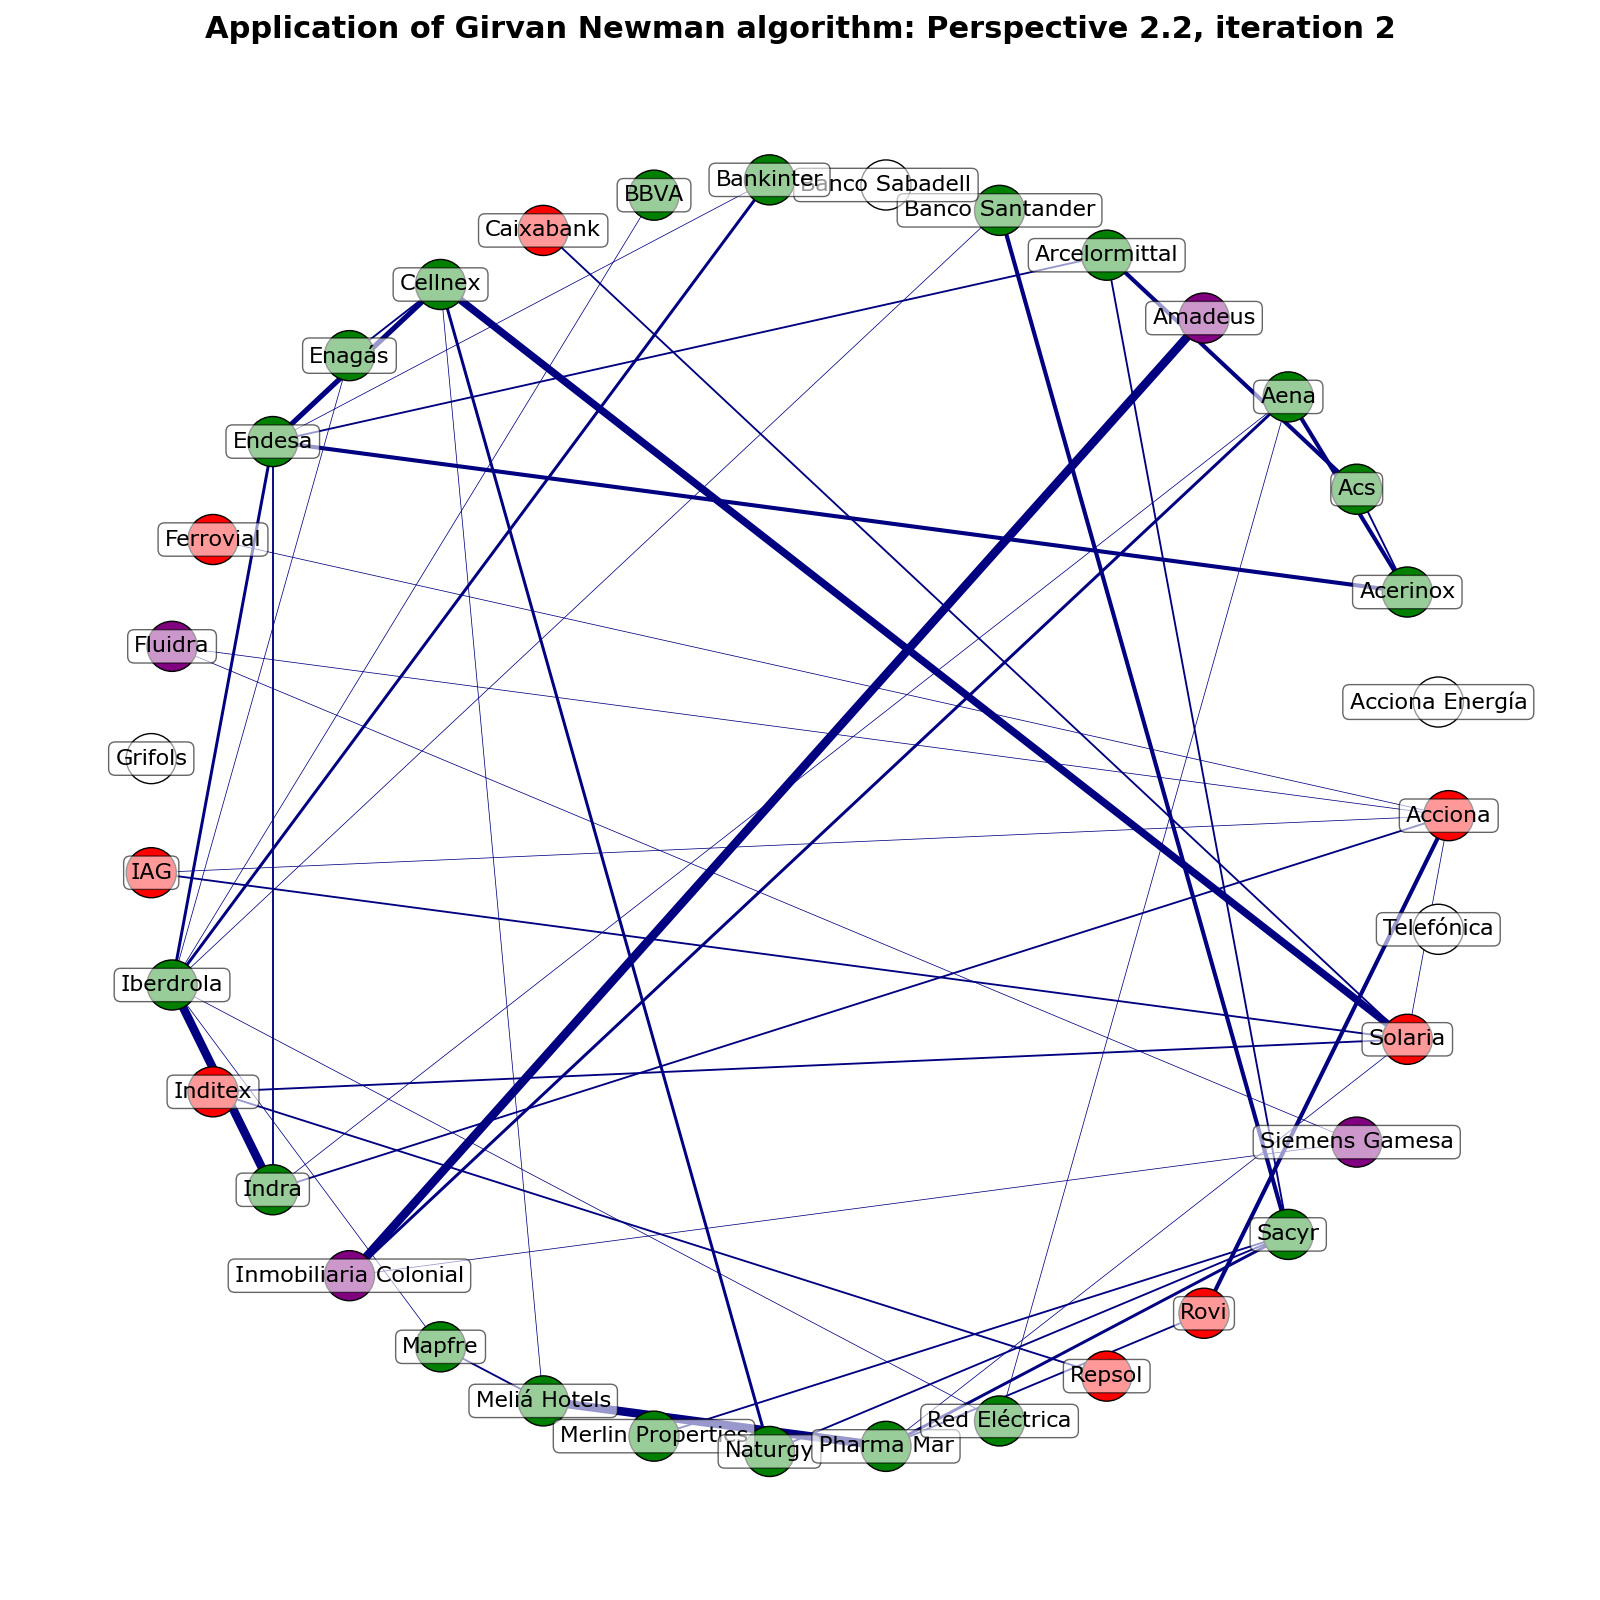 Application of Girvan Newman algorithm: Perspective 2.2, iteration 2
Bankinter
Banco Sabadell
BBVA
Banco Santander
Caixabank
Arcelormittal
Cellnex
Amadeus
Enagás
Aena
Endesa
Acs
Ferrovial
Acerinox
Fluidra
Acciona Energía
Grifols
Acciona
IAG
Telefónica
Iberdrola
Solaria
Inditex
Siemens Gamesa
Indra
Sacyr
Inmobiliaria Colonial
Rovi
Mapfre
Repsol
Meliá Hotels
Red Eléctrica
Merlin Properties
Naturgy
Pharma Mar